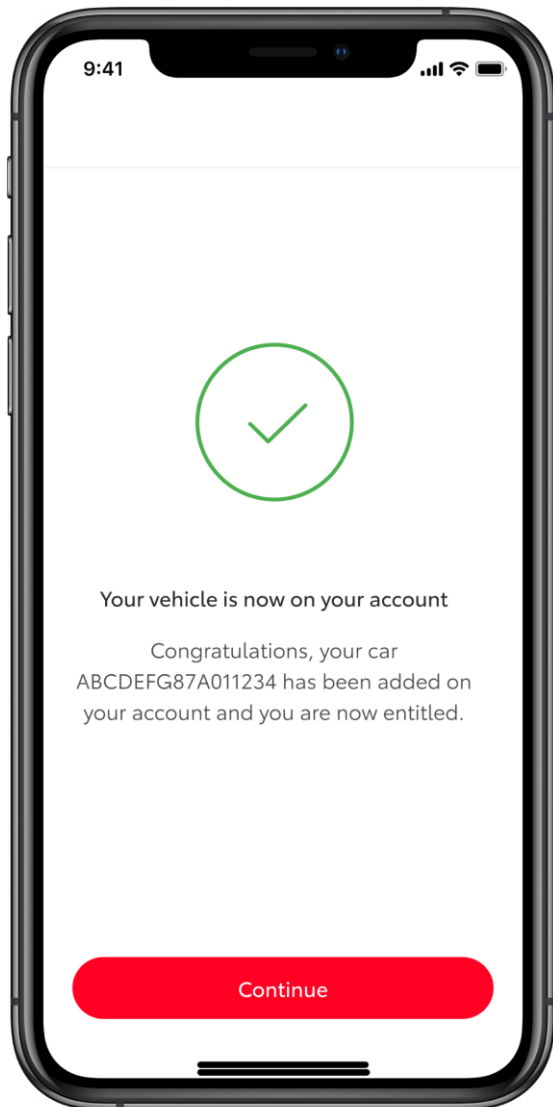 9:41
Your vehicle is now on your account
Congratulations, your car
ABCDEFG87A011234 has been added on
your account and you are now entitled.
Continue